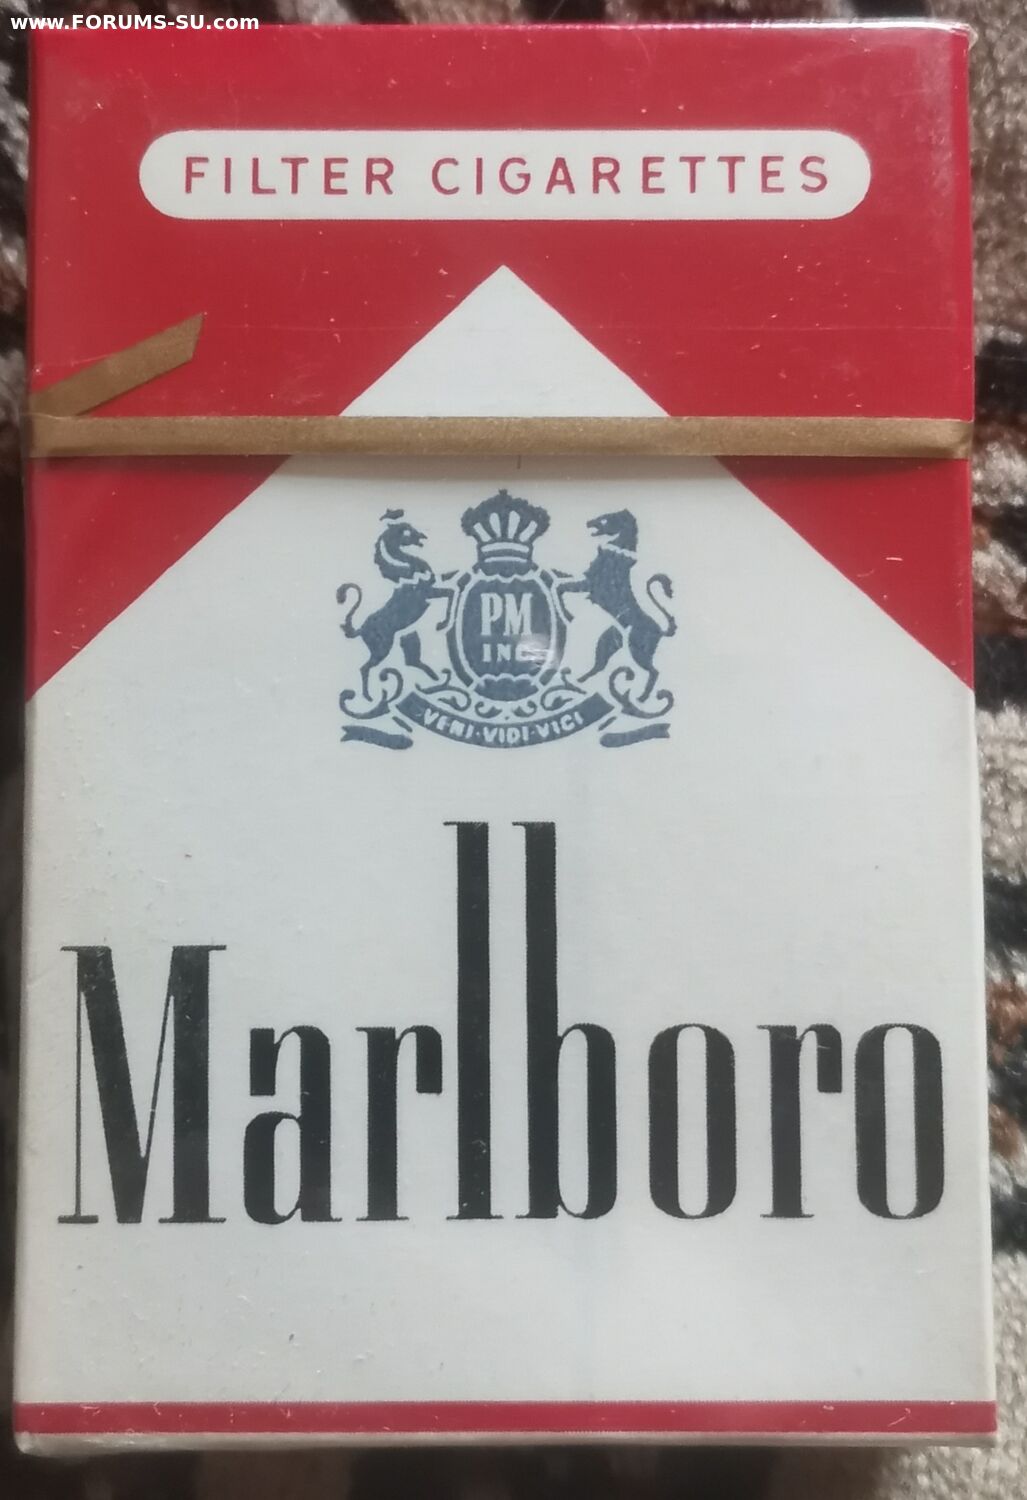 www.FORUMS-SU.com
FILTER CIGARETTES
PM
INC
VENI·VIDI·VICI
Marlboro